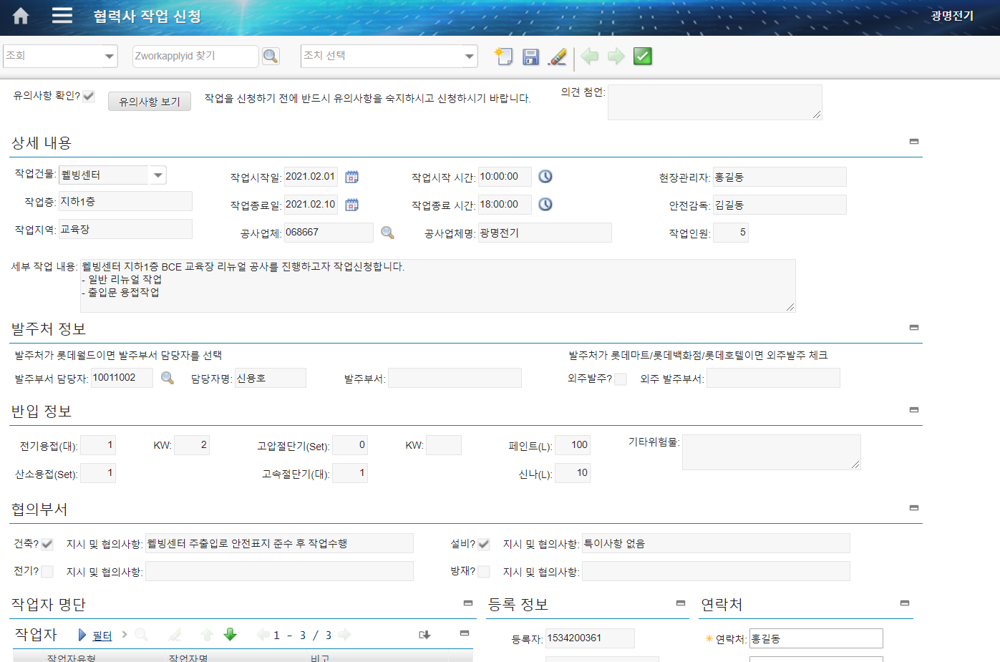 협력사 작업 신청
광명전기
조회
Zworkapplyid 찾기
조치 선택
유의사항 확인?
유의사항 보기
작업을 신청하기 전에 반드시 유의사항을 숙지하시고 신청하시기 바랍니다.
의견 첨언:
상세 내용
작업건물: 웰빙센터
작업시작일: 2021.02.01
작업시작 시간: 10:00:00
현장관리자: 홍길동
작업층: 지하1층
작업종료일: 2021.02.10
작업종료 시간: 18:00:00
안전감독: 김길동
작업지역: 교육장
공사업체: 068667
공사업체명: 광명전기
작업인원: 5
세부 작업 내용: 웰빙센터 지하1층 BCE 교육장 리뉴얼 공사를 진행하고자 작업신청합니다.
- 일반 리뉴얼 작업
- 출입문 용접작업
발주처 정보
발주처가 롯데월드이면 발주부서 담당자를 선택
발주처가 롯데마트/롯데백화점/롯데호텔이면 외주발주 체크
발주부서 담당자: 10011002
담당자명: 신용호
발주부서:
외주발주?
외주 발주부서:
반입 정보
전기용접(대): 1
KW: 2
고압절단기(Set): 0
KW:
페인트(L): 100
기타위험물:
산소용접(Set): 1
고속절단기(대): 1
신나(L): 10
협의부서
건축?
지시 및 협의사항: 웰빙센터 주출입로 안전표지 준수 후 작업수행
설비?
지시 및 협의사항: 특이사항 없음
전기?
지시 및 협의사항:
방재?
지시 및 협의사항:
작업자 명단
등록 정보
연락처
작업자
필터
1 - 3 / 3
등록자: 1534200361
연락처: 홍길동
작업자유형
작업자명
비고